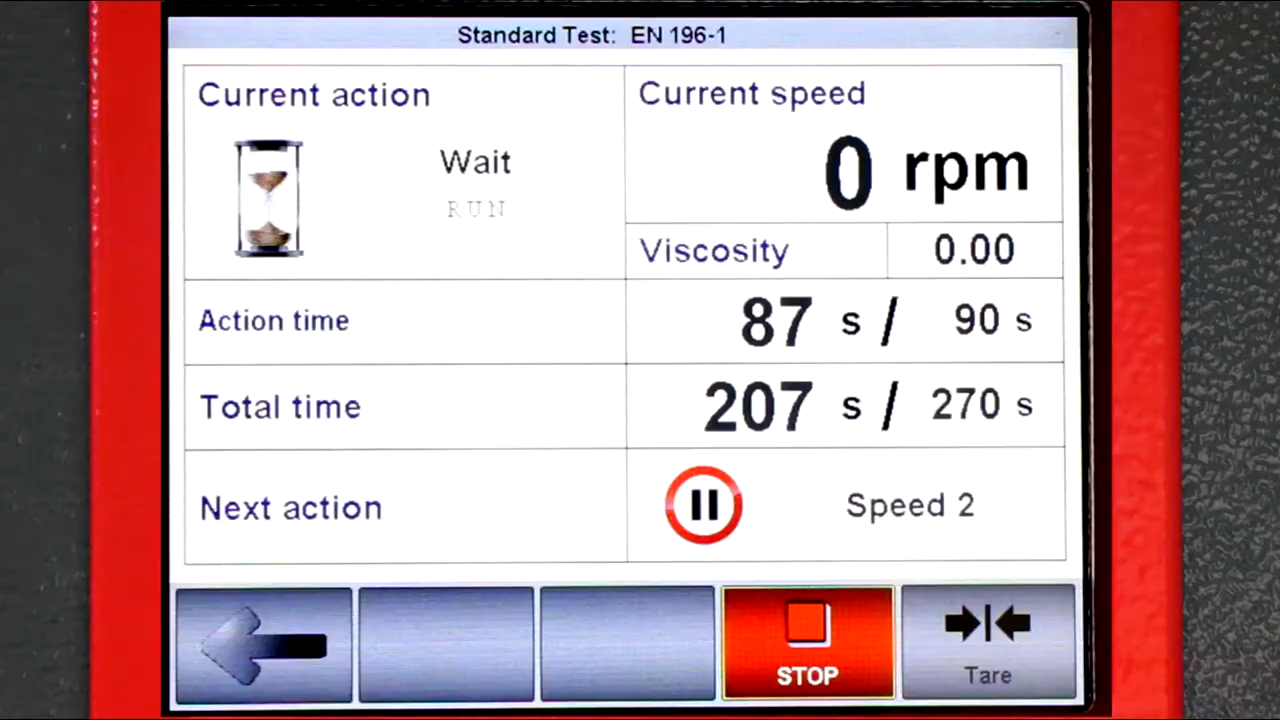 Standard Test: EN 196-1
Current action
Wait
RUN
Current speed
0 rpm
Viscosity 0.00
Action time 87 s / 90 s
Total time 207 s / 270 s
Next action Speed 2
STOP
Tare